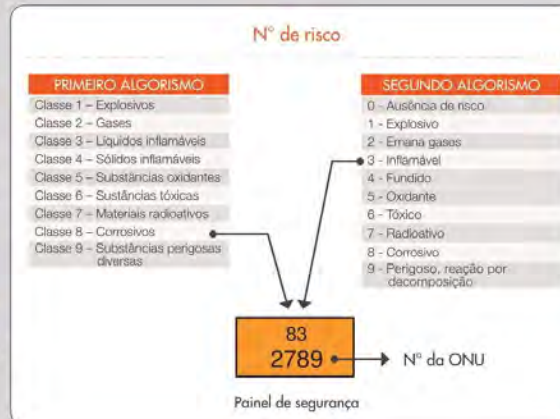 N° de risco
PRIMEIRO ALGORISMO
Classe 1 – Explosivos
Classe 2 – Gases
Classe 3 – Líquidos inflamáveis
Classe 4 – Sólidos inflamáveis
Classe 5 – Substâncias oxidantes
Classe 6 – Sustâncias tóxicas
Classe 7 – Materiais radioativos
Classe 8 – Corrosivos
Classe 9 – Substâncias perigosas
diversas
SEGUNDO ALGORISMO
0 - Ausência de risco
1 - Explosivo
2 - Emana gases
3 - Inflamável
4 - Fundido
5 - Oxidante
6 - Tóxico
7 - Radioativo
8 - Corrosivo
9 - Perigoso, reação por
decomposição
83
2789
N° da ONU
Painel de segurança